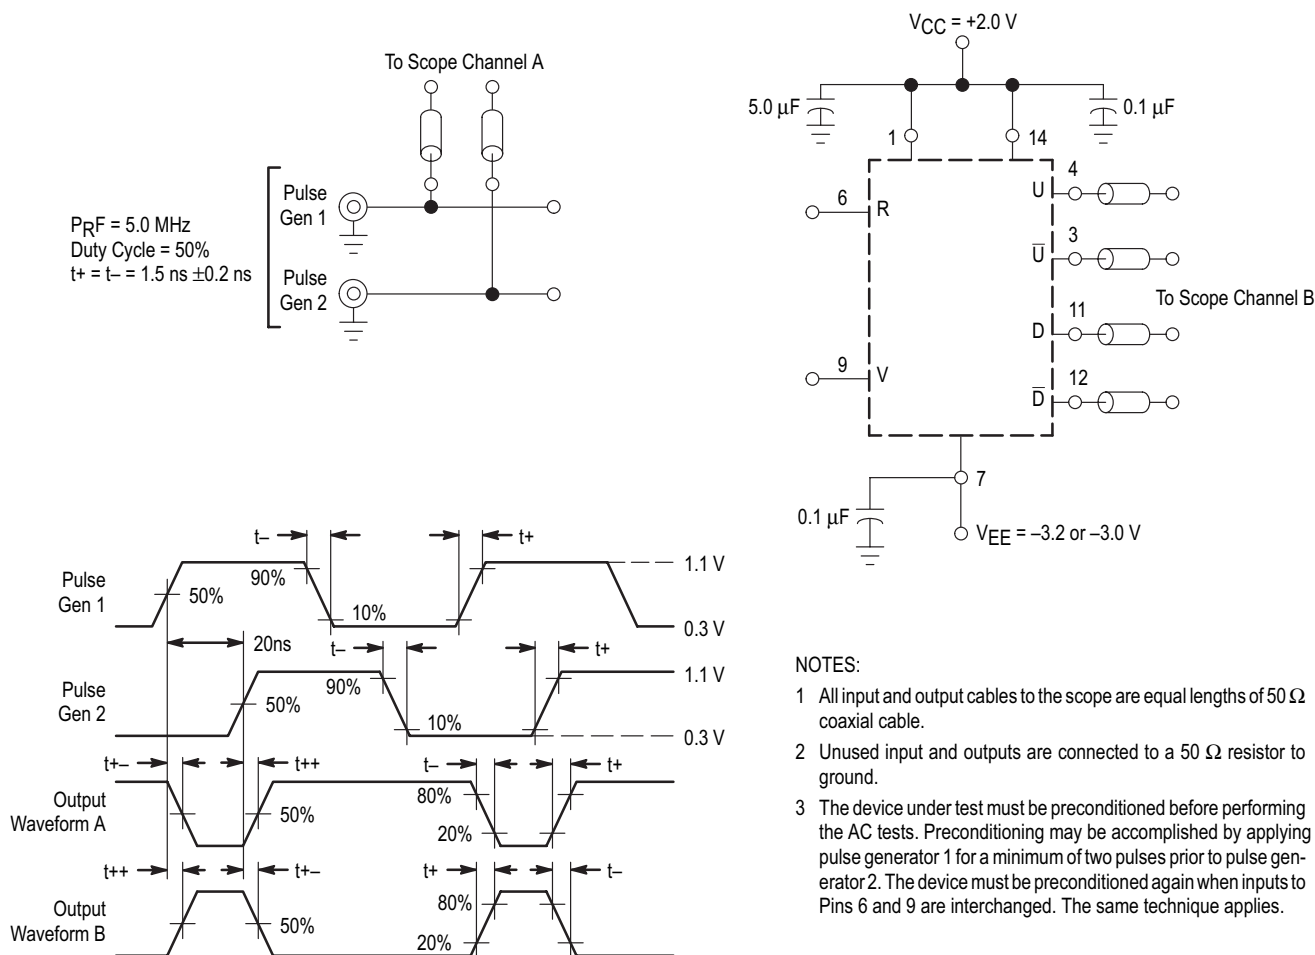 To Scope Channel A
PRF = 5.0 MHz
Duty Cycle = 50%
t+ = t– = 1.5 ns ±0.2 ns
Pulse
Gen 1
Pulse
Gen 2
VCC = +2.0 V
5.0 µF
0.1 µF
1
14
6
R
9
V
U
4
U̅
3
D
11
D̅
12
To Scope Channel B
7
0.1 µF
VEE = –3.2 or –3.0 V
Pulse
Gen 1
50%
t–
90%
10%
t+
1.1 V
0.3 V
20ns
Pulse
Gen 2
50%
t–
90%
10%
t+
1.1 V
0.3 V
Output
Waveform A
t+–
t++
50%
t–
80%
20%
t+
Output
Waveform B
t++
t+–
50%
t+
80%
20%
t–
NOTES:
1 All input and output cables to the scope are equal lengths of 50 Ω
coaxial cable.
2 Unused input and outputs are connected to a 50 Ω resistor to
ground.
3 The device under test must be preconditioned before performing
the AC tests. Preconditioning may be accomplished by applying
pulse generator 1 for a minimum of two pulses prior to pulse gen-
erator 2. The device must be preconditioned again when inputs to
Pins 6 and 9 are interchanged. The same technique applies.